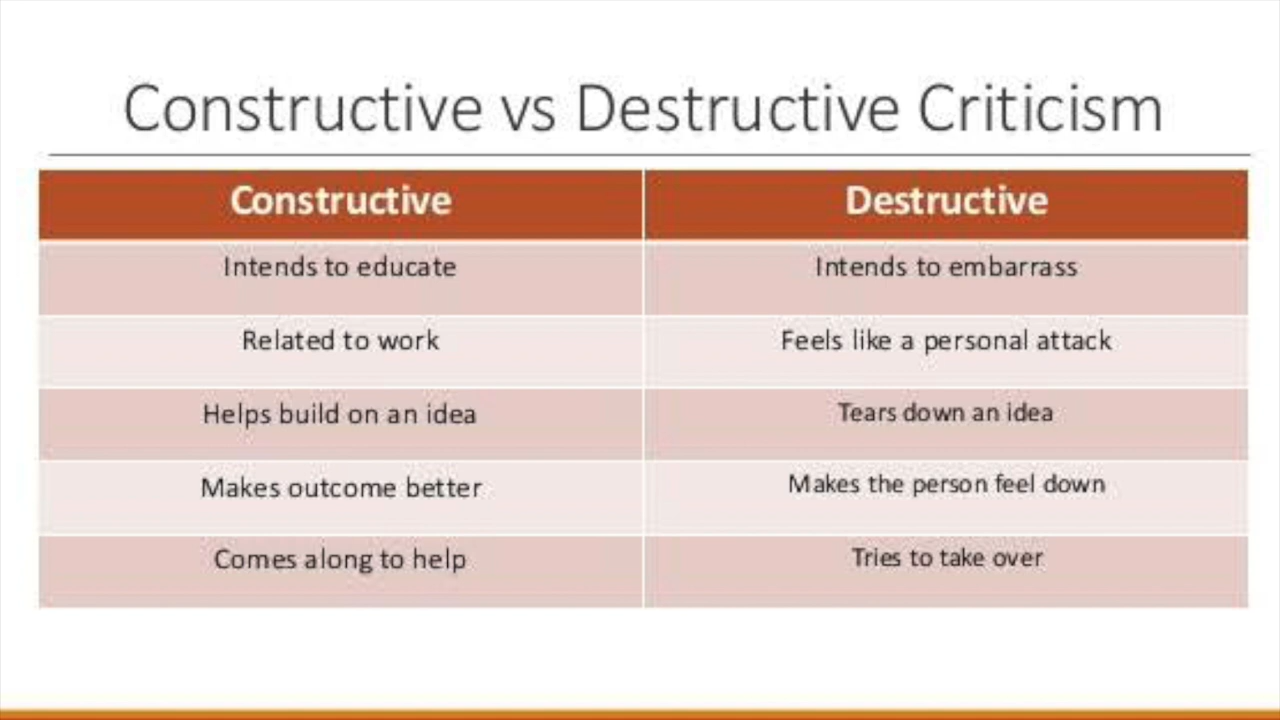 Constructive vs Destructive Criticism
Constructive Destructive
Intends to educate Intends to embarrass
Related to work Feels like a personal attack
Helps build on an idea Tears down an idea
Makes outcome better Makes the person feel down
Comes along to help Tries to take over